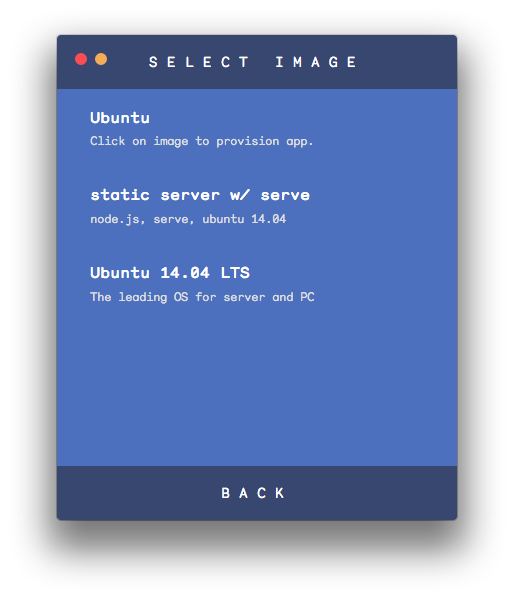 SELECT IMAGE
Ubuntu
Click on image to provision app.
static server w/ serve
node.js, serve, ubuntu 14.04
Ubuntu 14.04 LTS
The leading OS for server and PC
BACK